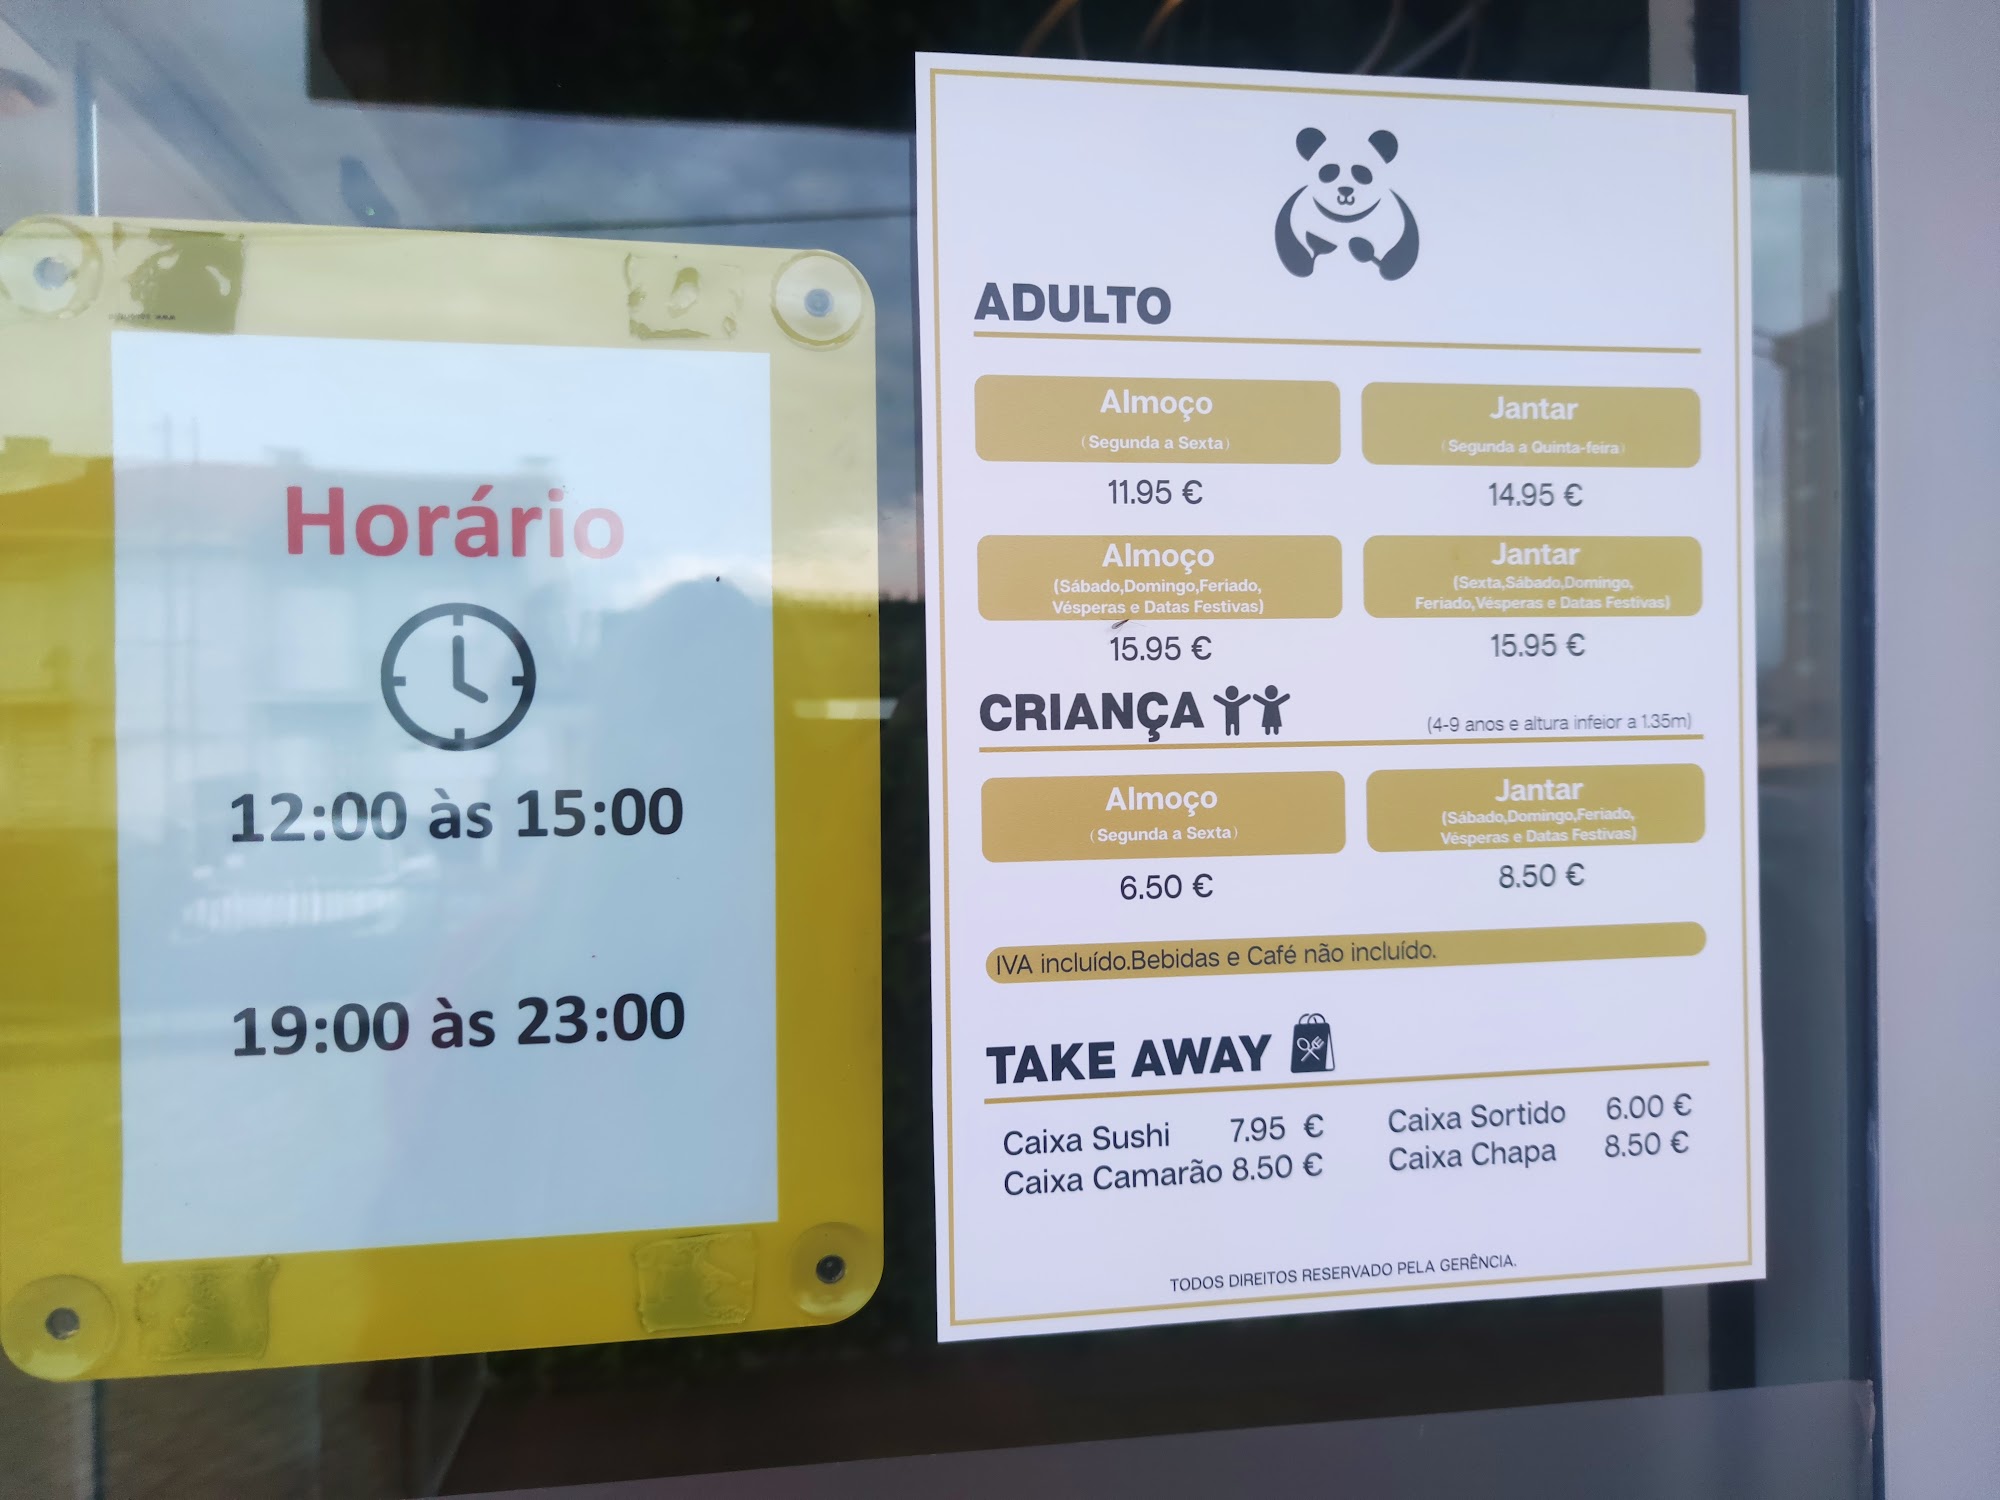 Horário
12:00 às 15:00
19:00 às 23:00
ADULTO
Almoço
(Segunda a Sexta)
11.95 €
Jantar
(Segunda a Quinta-feira)
14.95 €
Almoço
(Sábado,Domingo,Feriado,
Vésperas e Datas Festivas)
15.95 €
Jantar
(Sexta,Sábado,Domingo,
Feriado,Vésperas e Datas Festivas)
15.95 €
CRIANÇA
(4-9 anos e altura infeior a 1.35m)
Almoço
(Segunda a Sexta)
6.50 €
Jantar
(Sábado,Domingo,Feriado,
Vésperas e Datas Festivas)
8.50 €
IVA incluído.Bebidas e Café não incluído.
TAKE AWAY
Caixa Sushi 7.95 €
Caixa Camarão 8.50 €
Caixa Sortido 6.00 €
Caixa Chapa 8.50 €
TODOS DIREITOS RESERVADO PELA GERÊNCIA.